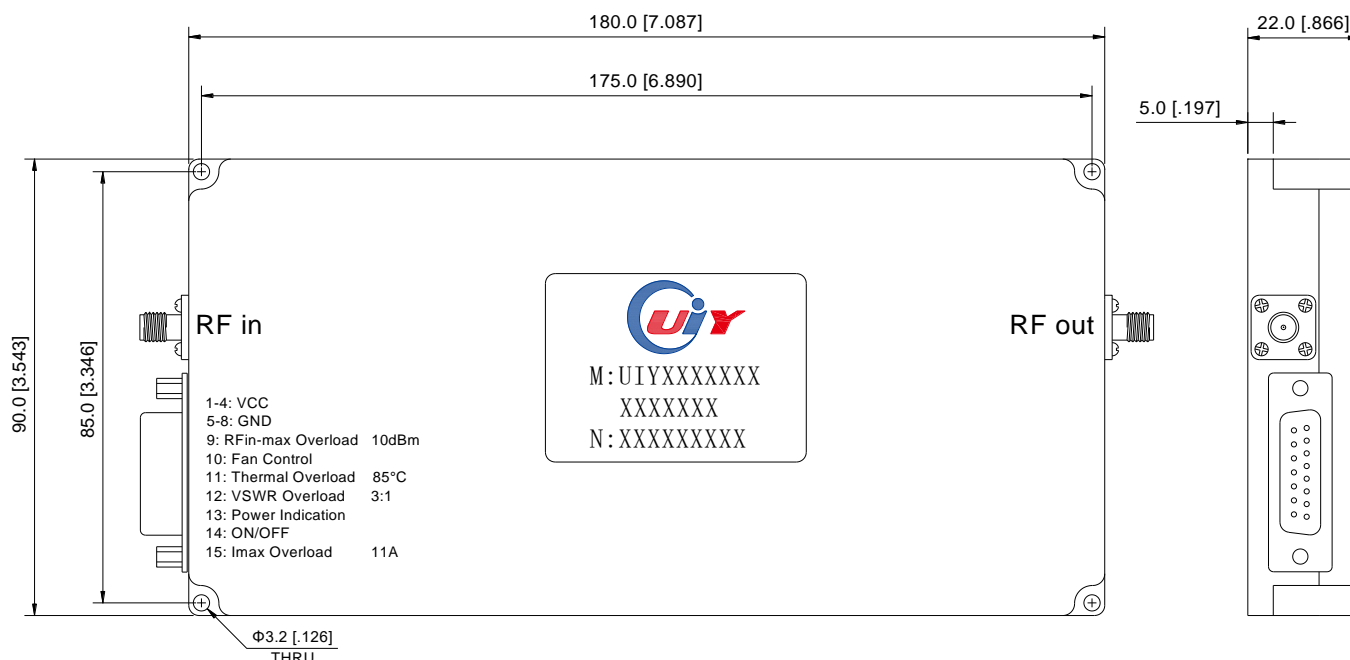 180.0 [7.087]
22.0 [.866]
175.0 [6.890]
5.0 [.197]
90.0 [3.543]
85.0 [3.346]
RF in
RF out
UiY
M:UIYXXXXXXX
XXXXXXX
N:XXXXXXXXX
1-4: VCC
5-8: GND
9: RFin-max Overload 10dBm
10: Fan Control
11: Thermal Overload 85°C
12: VSWR Overload 3:1
13: Power Indication
14: ON/OFF
15: Imax Overload 11A
Φ3.2 [.126]
THRU